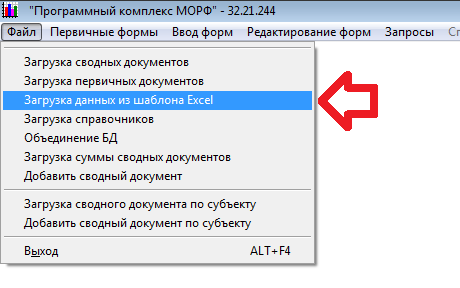 "Программный комплекс МОРФ" - 32.21.244
Файл Первичные формы Ввод форм Редактирование форм Запросы
Загрузка сводных документов
Загрузка первичных документов
Загрузка данных из шаблона Excel
Загрузка справочников
Объединение БД
Загрузка суммы сводных документов
Добавить сводный документ
Загрузка сводного документа по субъекту
Добавить сводный документ по субъекту
Выход ALT+F4